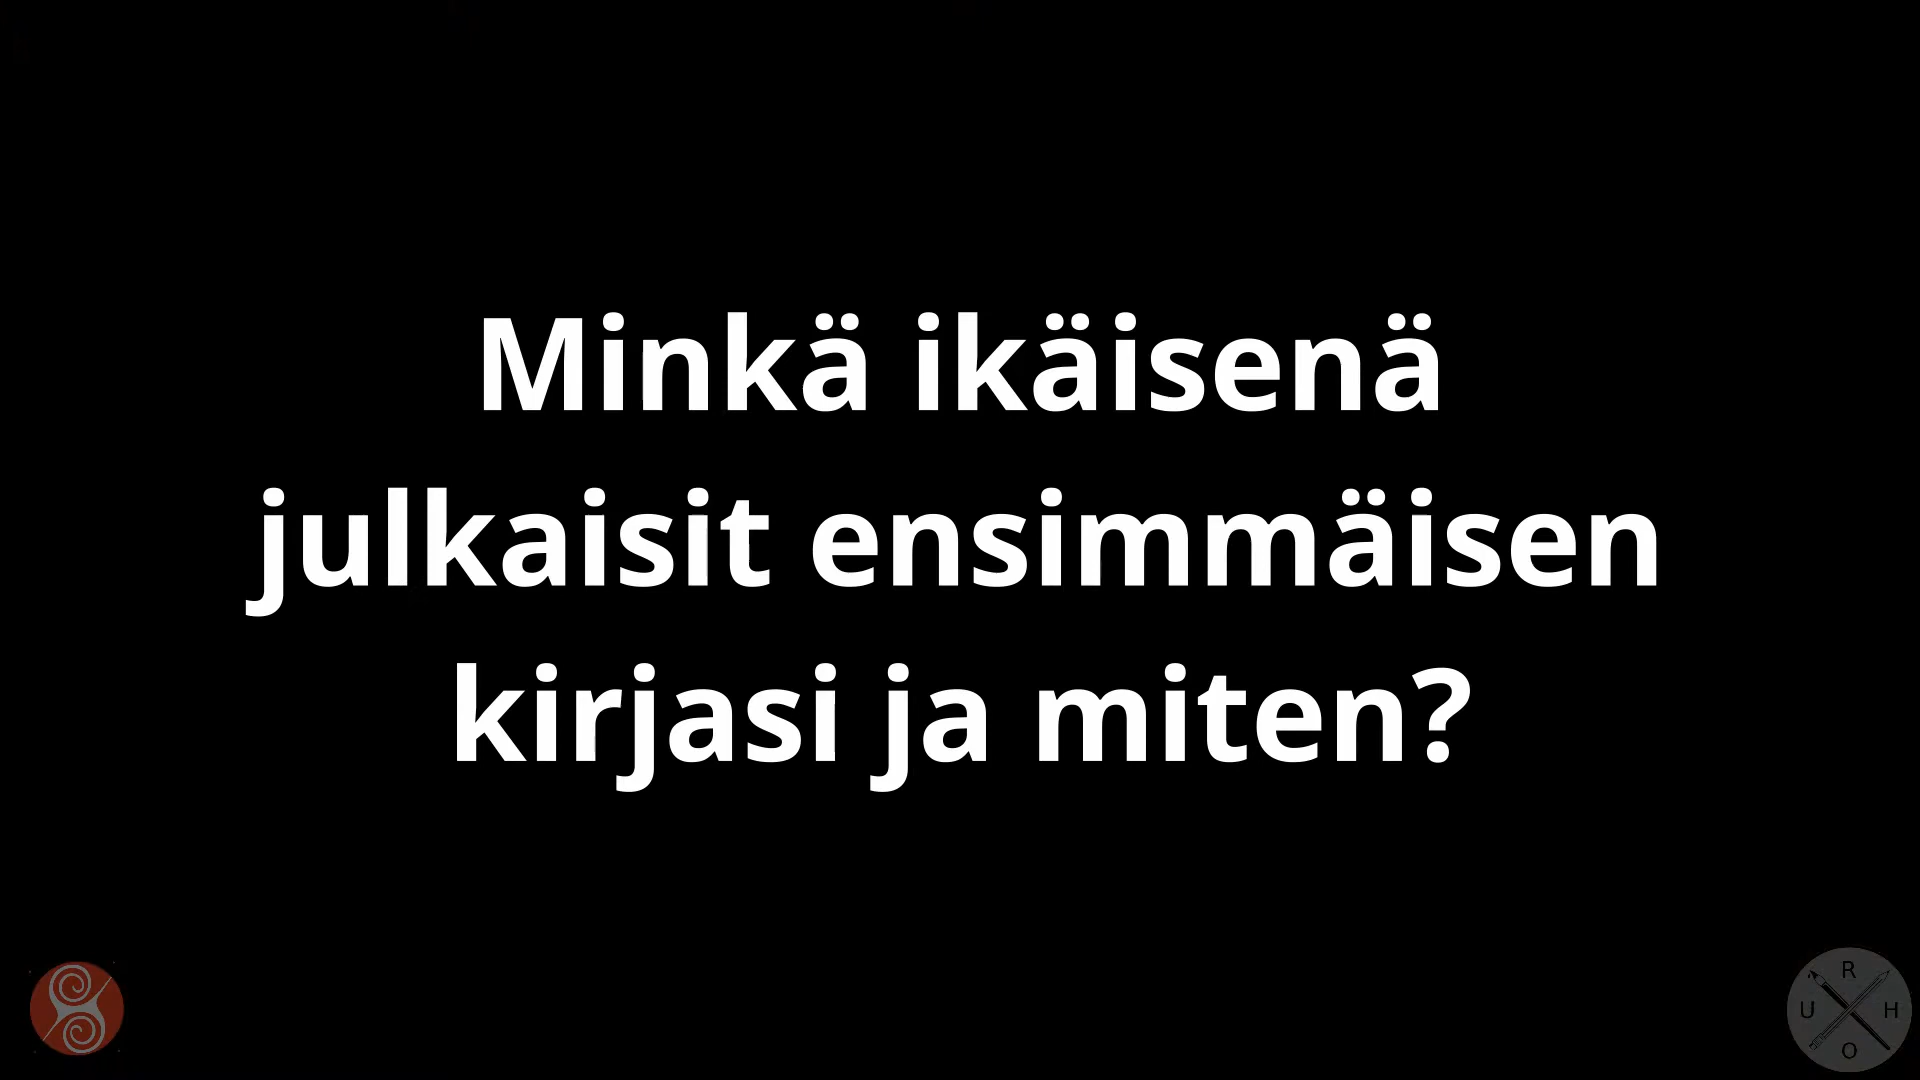 Minkä ikäisenä
julkaisit ensimmäisen
kirjasi ja miten?
R
U H
O